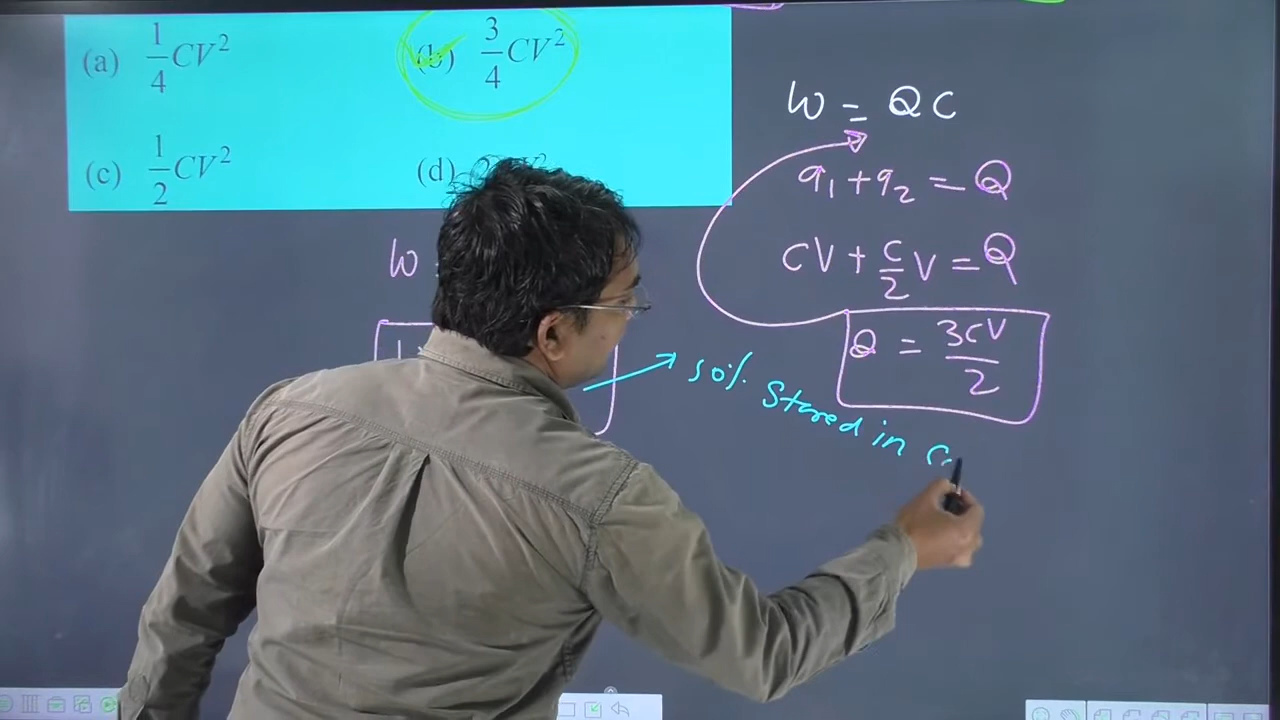 (a) 1/4 CV² (b) 3/4 CV²
(c) 1/2 CV² (d)
W = QC
q₁ + q₂ = Q
CV + C/2 V = Q
Q = 3CV/2
W
50% Stored in